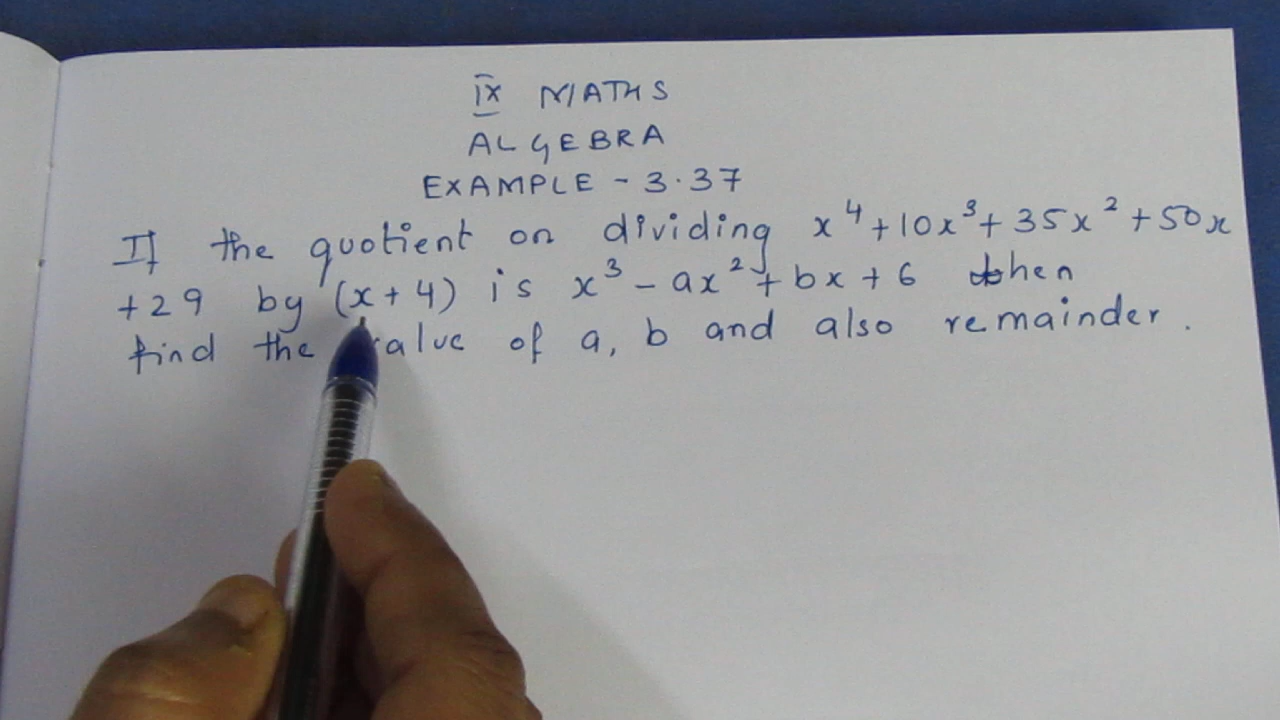 IX MATHS
ALGEBRA
EXAMPLE - 3.37
If the quotient on dividing x⁴+10x³+35x²+50x
+29 by (x+4) is x³-ax²+bx+6 then
find the value of a, b and also remainder.